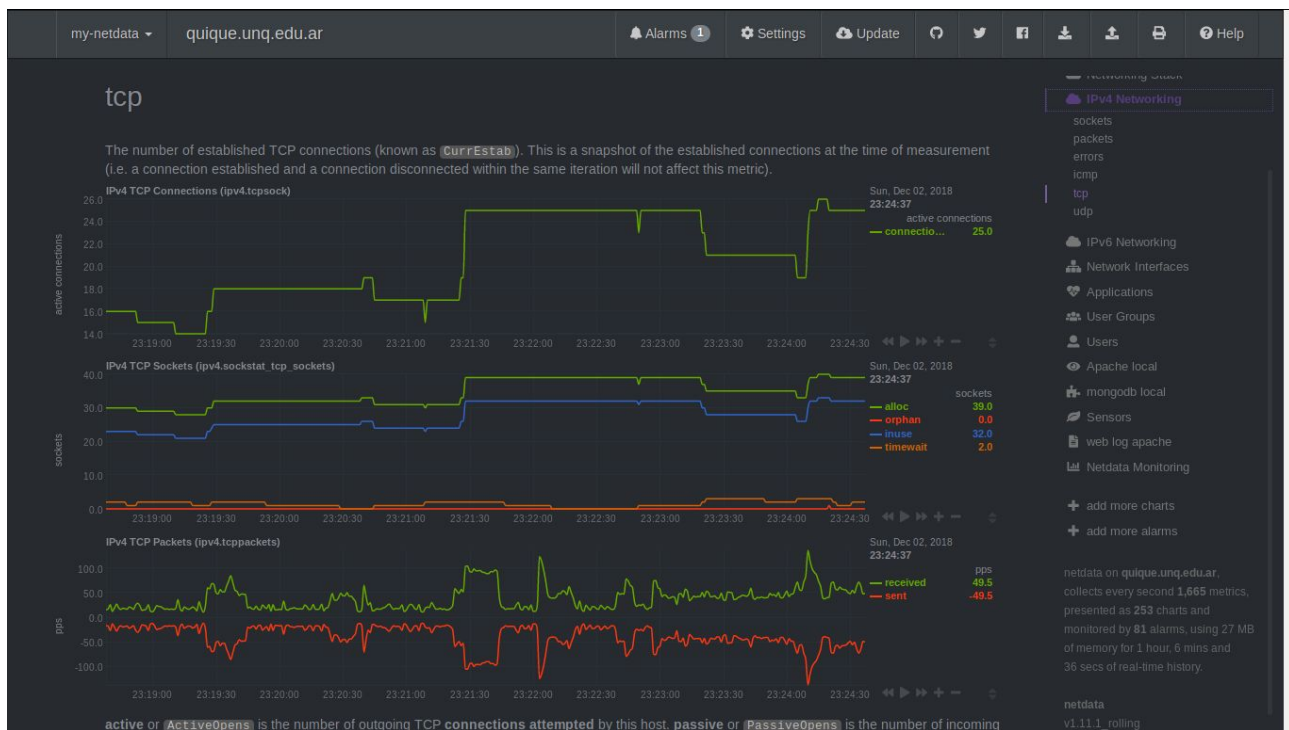 my-netdata
quique.unq.edu.ar
Alarms 1
Settings
Update
Help
tcp
The number of established TCP connections (known as CurrEstab). This is a snapshot of the established connections at the time of measurement
(i.e. a connection established and a connection disconnected within the same iteration will not affect this metric).
IPv4 TCP Connections (ipv4.tcpsock)
Sun, Dec 02, 2018
23:24:37
active connections
connectio... 25.0
active connections
26.0
24.0
22.0
20.0
18.0
16.0
14.0
23:19:00 23:19:30 23:20:00 23:20:30 23:21:00 23:21:30 23:22:00 23:22:30 23:23:00 23:23:30 23:24:00 23:24:30
IPv4 TCP Sockets (ipv4.sockstat_tcp_sockets)
Sun, Dec 02, 2018
23:24:37
sockets
alloc 39.0
orphan 0.0
inuse 32.0
timewait 2.0
sockets
40.0
30.0
20.0
10.0
0.0
23:19:00 23:19:30 23:20:00 23:20:30 23:21:00 23:21:30 23:22:00 23:22:30 23:23:00 23:23:30 23:24:00 23:24:30
IPv4 TCP Packets (ipv4.tcppackets)
Sun, Dec 02, 2018
23:24:37
pps
received 49.5
sent -49.5
pps
100.0
50.0
0.0
-50.0
-100.0
23:19:00 23:19:30 23:20:00 23:20:30 23:21:00 23:21:30 23:22:00 23:22:30 23:23:00 23:23:30 23:24:00 23:24:30
active or ActiveOpens is the number of outgoing TCP connections attempted by this host. passive or PassiveOpens is the number of incoming
Networking Stack
IPv4 Networking
sockets
packets
errors
icmp
tcp
udp
IPv6 Networking
Network Interfaces
Applications
User Groups
Users
Apache local
mongodb local
Sensors
web log apache
Netdata Monitoring
add more charts
add more alarms
netdata on quique.unq.edu.ar,
collects every second 1,665 metrics,
presented as 253 charts and
monitored by 81 alarms, using 27 MB
of memory for 1 hour, 6 mins and
36 secs of real-time history.
netdata
v1.11.1_rolling